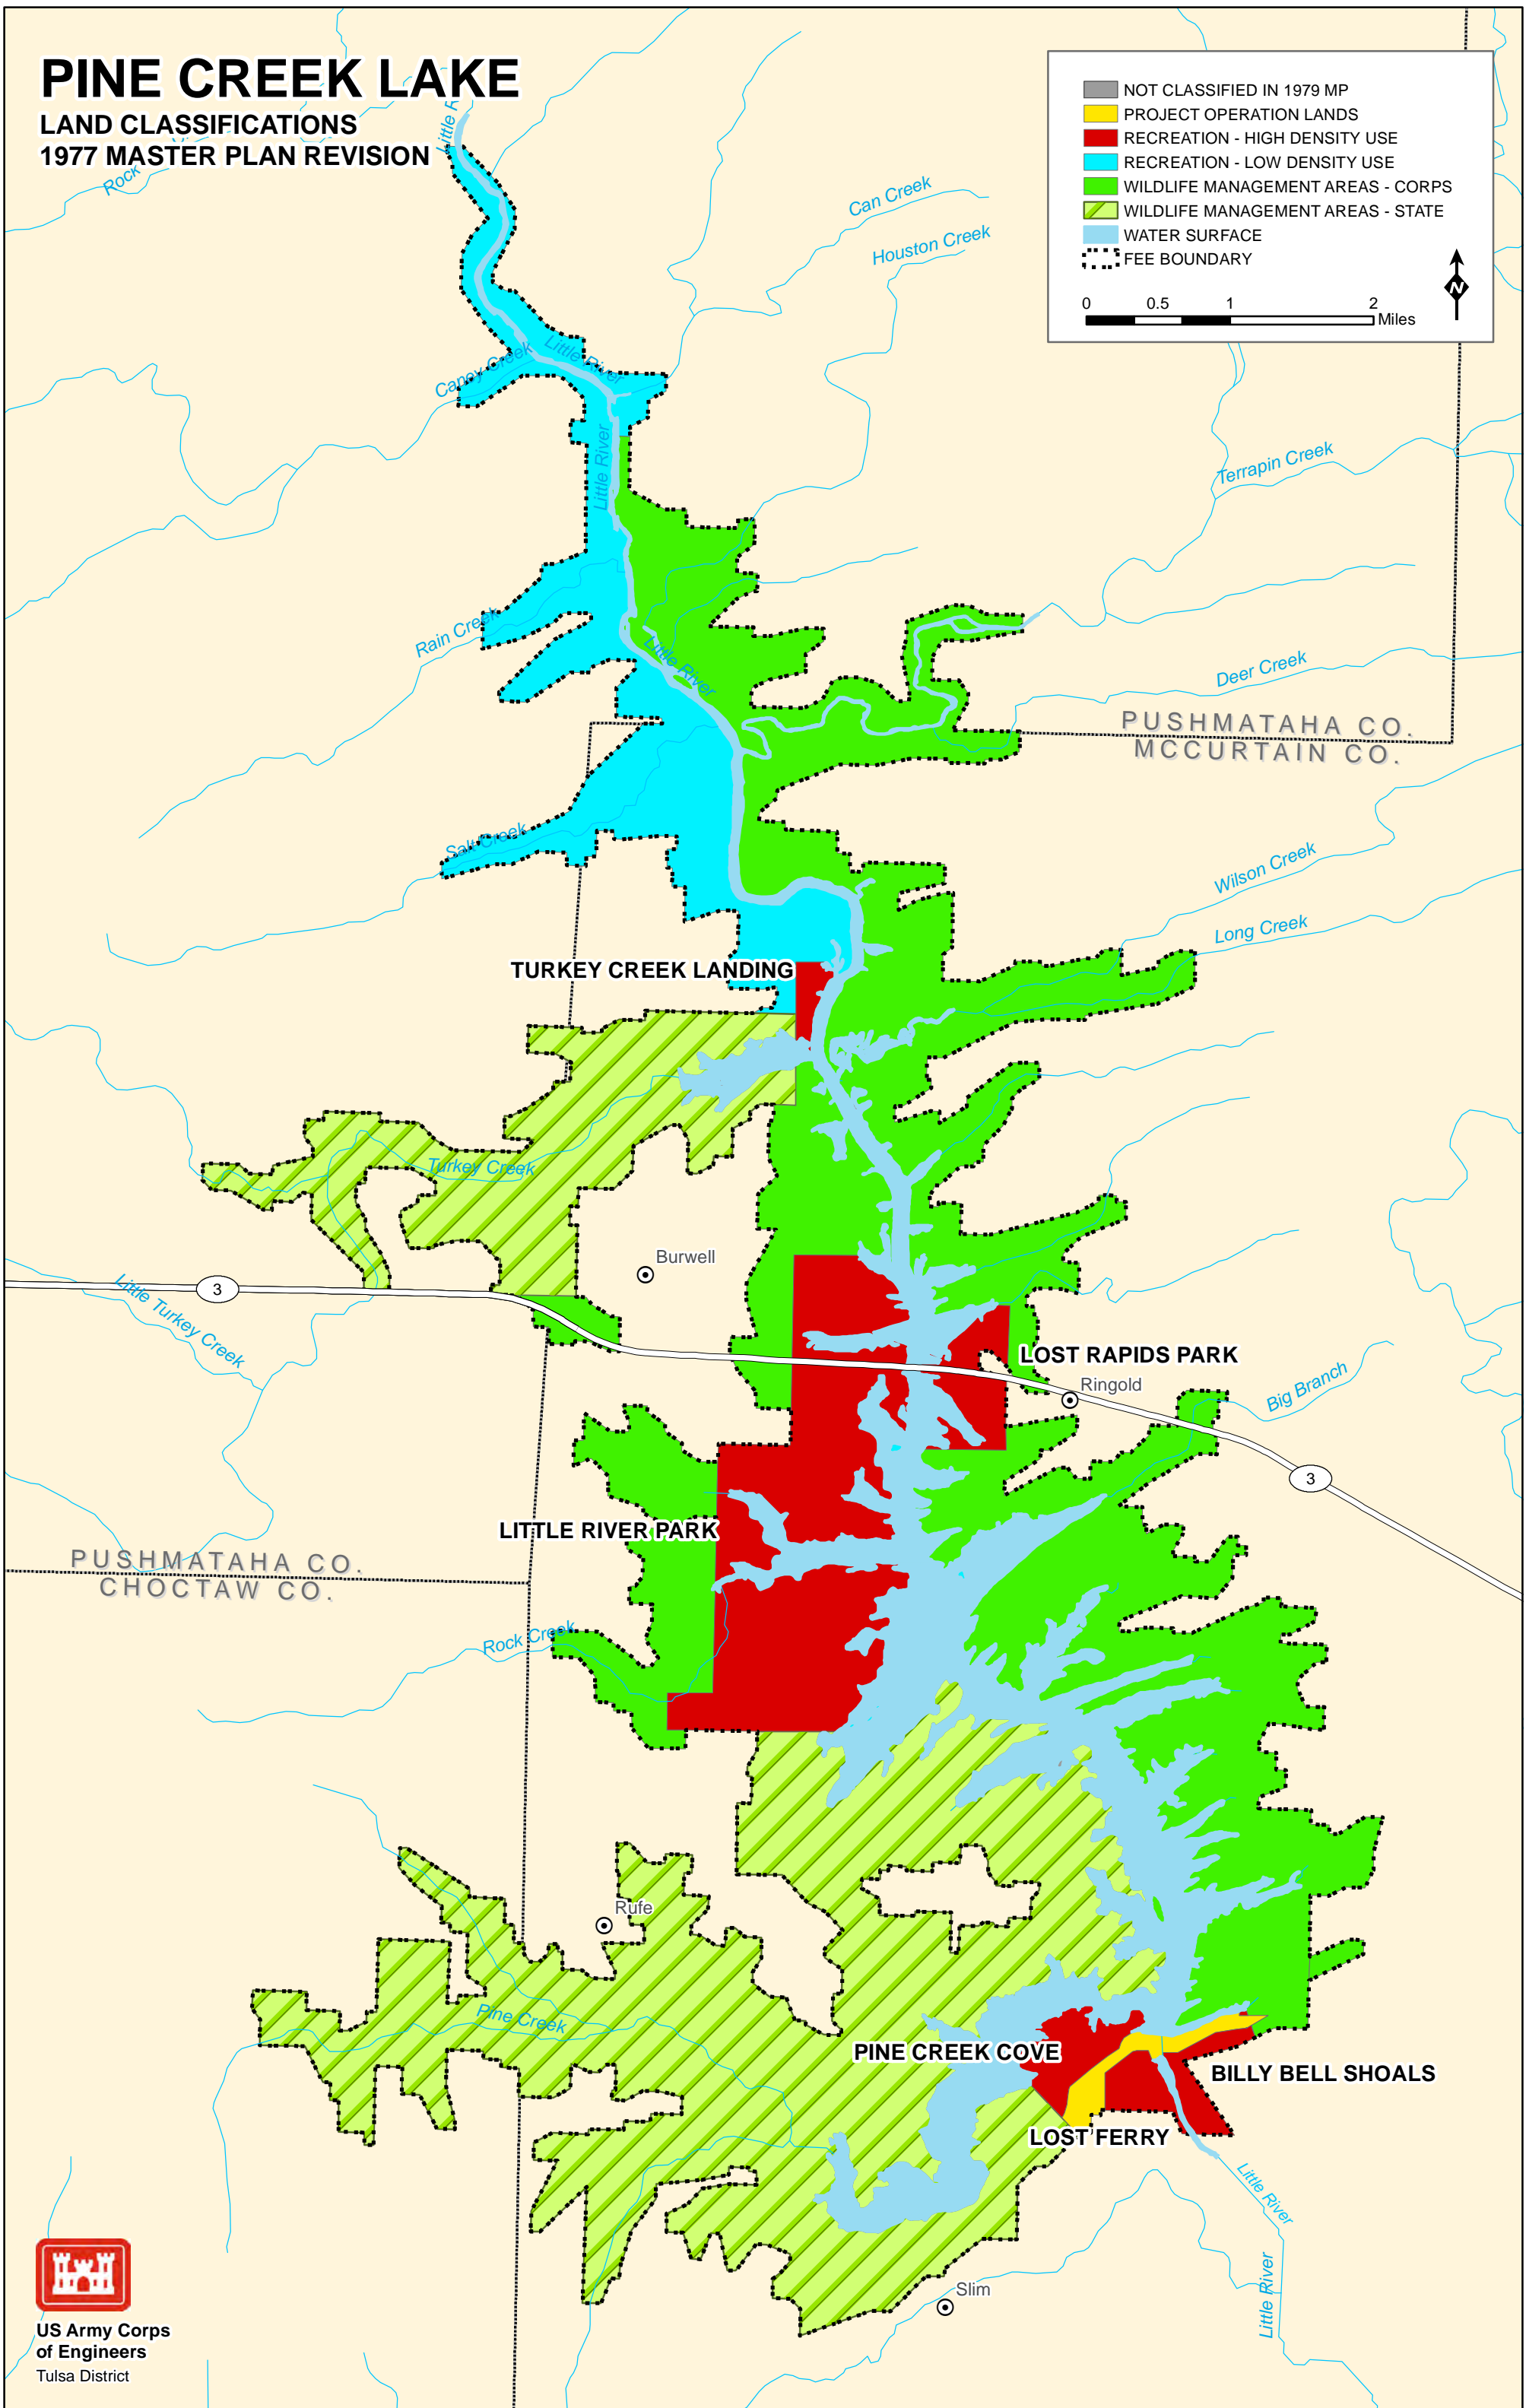 PINE CREEK LAKE
LAND CLASSIFICATIONS
1977 MASTER PLAN REVISION
NOT CLASSIFIED IN 1979 MP
PROJECT OPERATION LANDS
RECREATION - HIGH DENSITY USE
RECREATION - LOW DENSITY USE
WILDLIFE MANAGEMENT AREAS - CORPS
WILDLIFE MANAGEMENT AREAS - STATE
WATER SURFACE
FEE BOUNDARY
0 0.5 1 2
Miles
N
Little R
Rock
Can Creek
Houston Creek
Caney Creek
Little River
Little River
Terrapin Creek
Rain Creek
Little River
Deer Creek
PUSHMATAHA CO.
MCCURTAIN CO.
Salt Creek
Wilson Creek
Long Creek
TURKEY CREEK LANDING
Turkey Creek
Burwell
3
Little Turkey Creek
LOST RAPIDS PARK
Ringold
Big Branch
3
LITTLE RIVER PARK
PUSHMATAHA CO.
CHOCTAW CO.
Rock Creek
Rufe
Pine Creek
PINE CREEK COVE
BILLY BELL SHOALS
LOST FERRY
Little River
Little River
Slim
US Army Corps
of Engineers
Tulsa District